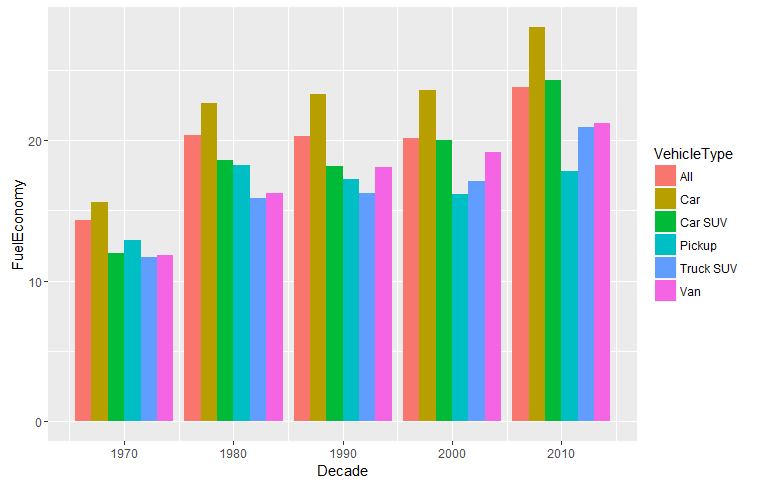 FuelEconomy
20
10
0
1970 1980 1990 2000 2010
Decade
VehicleType
All
Car
Car SUV
Pickup
Truck SUV
Van